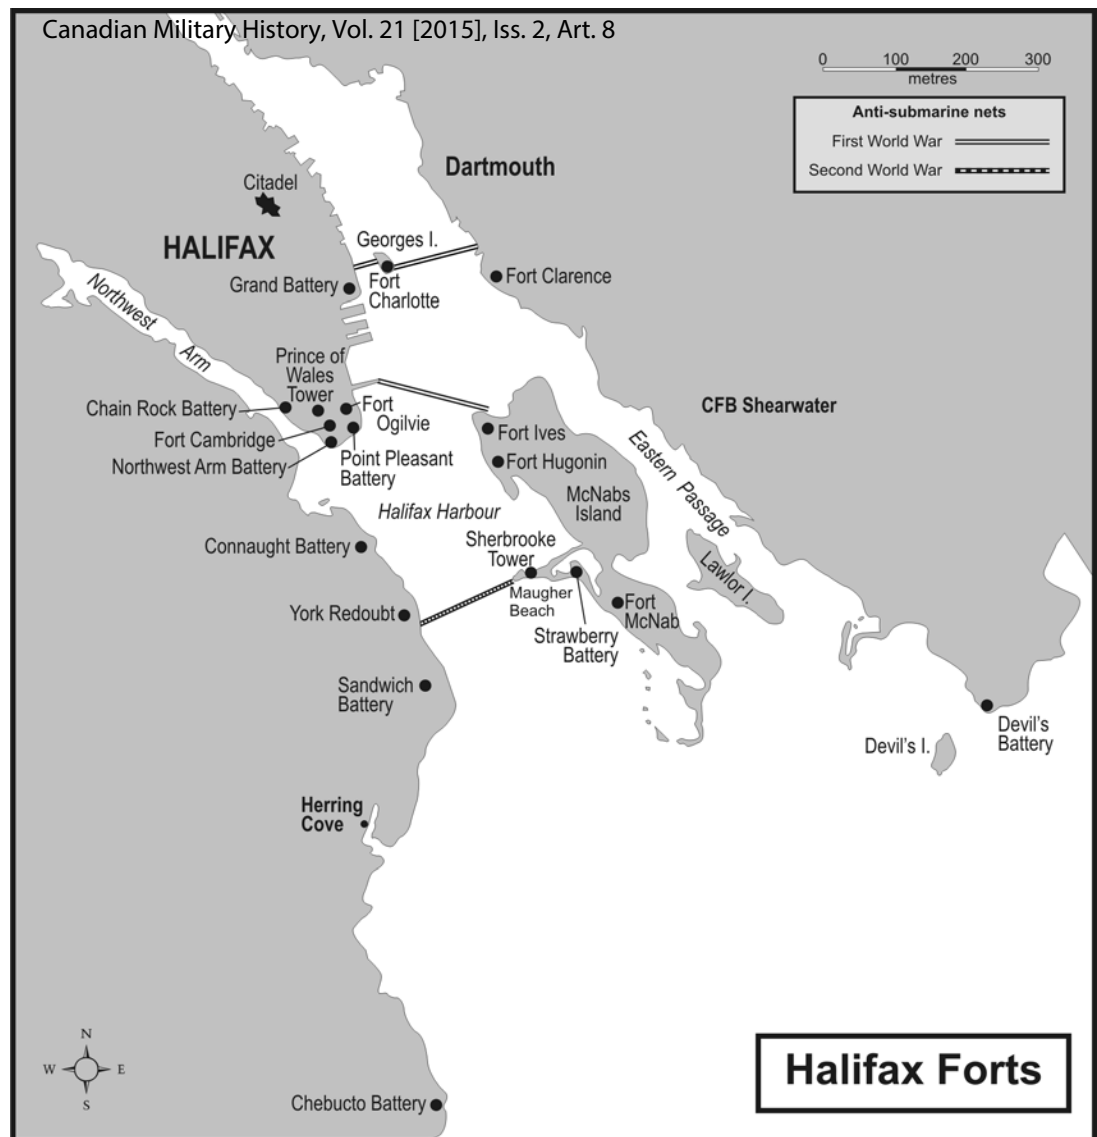 Canadian Military History, Vol. 21 [2015], Iss. 2, Art. 8
0 100 200 300
metres
Anti-submarine nets
First World War
Second World War
Dartmouth
Citadel
HALIFAX
Georges I.
Grand Battery
Fort
Charlotte
Fort Clarence
Northwest
Arm
Prince of
Wales
Tower
Chain Rock Battery
Fort
Ogilvie
Fort Cambridge
Northwest Arm Battery
Point Pleasant
Battery
CFB Shearwater
Fort Ives
Fort Hugonin
Eastern Passage
McNabs
Island
Halifax Harbour
Connaught Battery
Sherbrooke
Tower
Lawlor I.
Maugher
Beach
Fort
McNab
York Redoubt
Strawberry
Battery
Sandwich
Battery
Devil's I.
Devil's
Battery
Herring
Cove
N
W E
S
Halifax Forts
Chebucto Battery